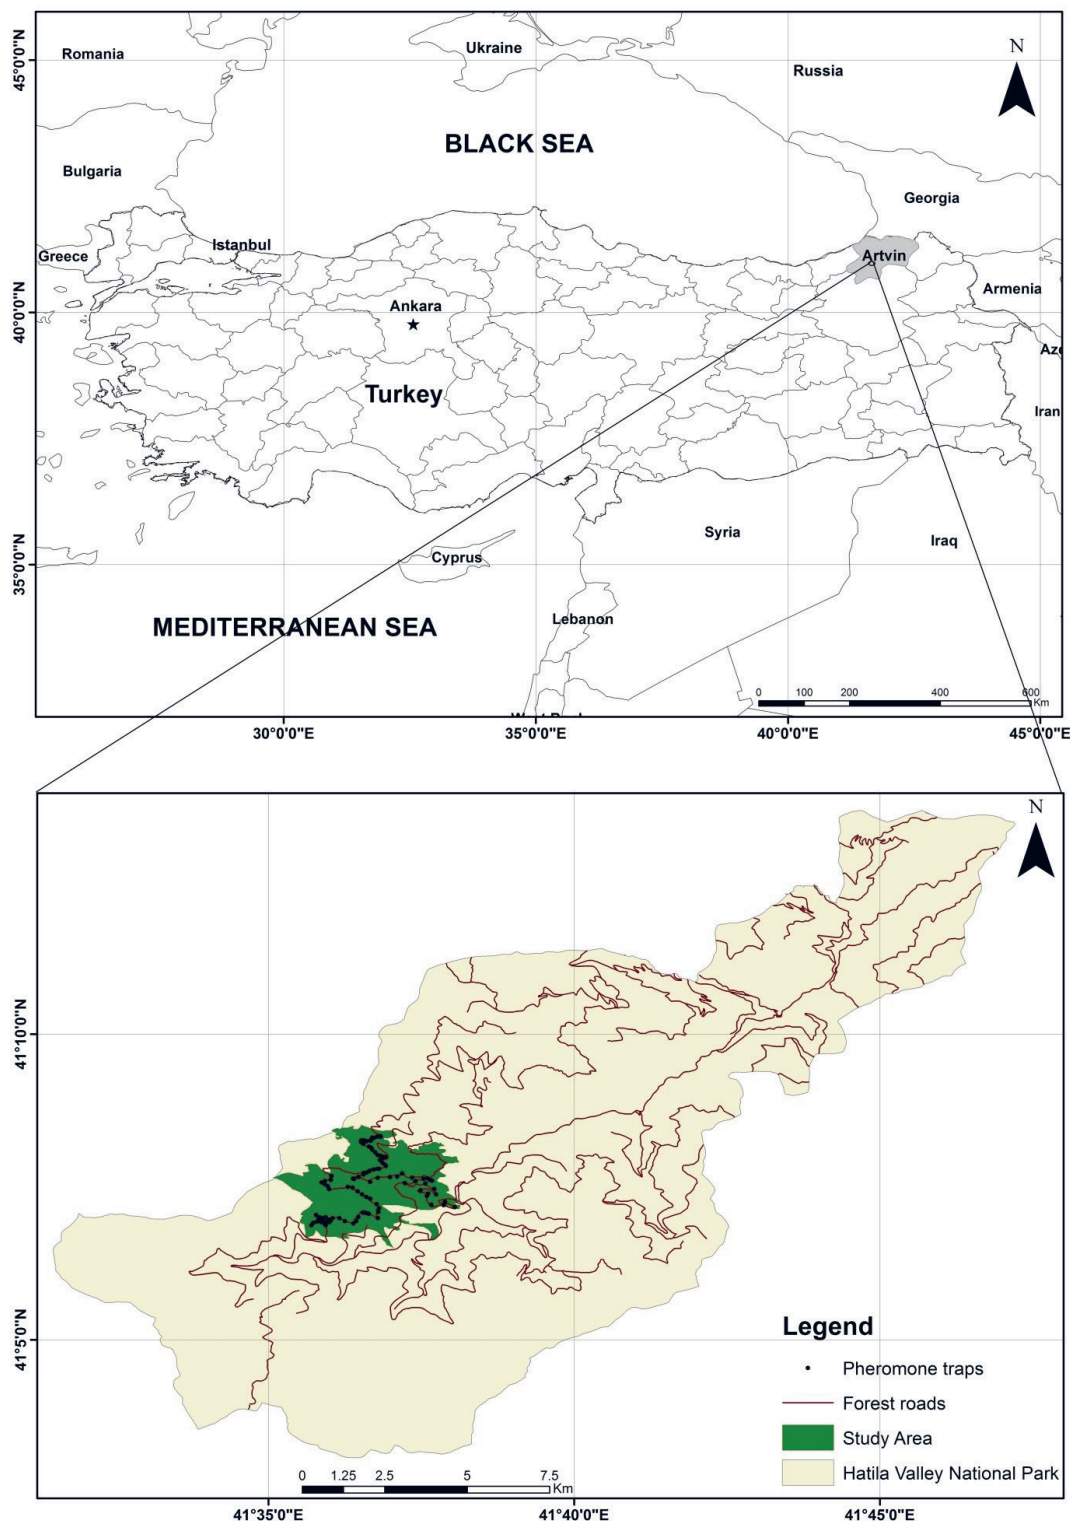 Romania
Ukraine
Russia
N
45°0'0"N
BLACK SEA
Bulgaria
Georgia
Istanbul
Greece
Artvin
Ankara
Armenia
40°0'0"N
Aze
Turkey
Iran
Syria
Iraq
Cyprus
35°0'0"N
Lebanon
MEDITERRANEAN SEA
0 100 200 400 600
Km
30°0'0"E 35°0'0"E 40°0'0"E 45°0'0"E
N
41°10'0"N
41°5'0"N
Legend
Pheromone traps
Forest roads
Study Area
Hatila Valley National Park
0 1.25 2.5 5 7.5
Km
41°35'0"E 41°40'0"E 41°45'0"E